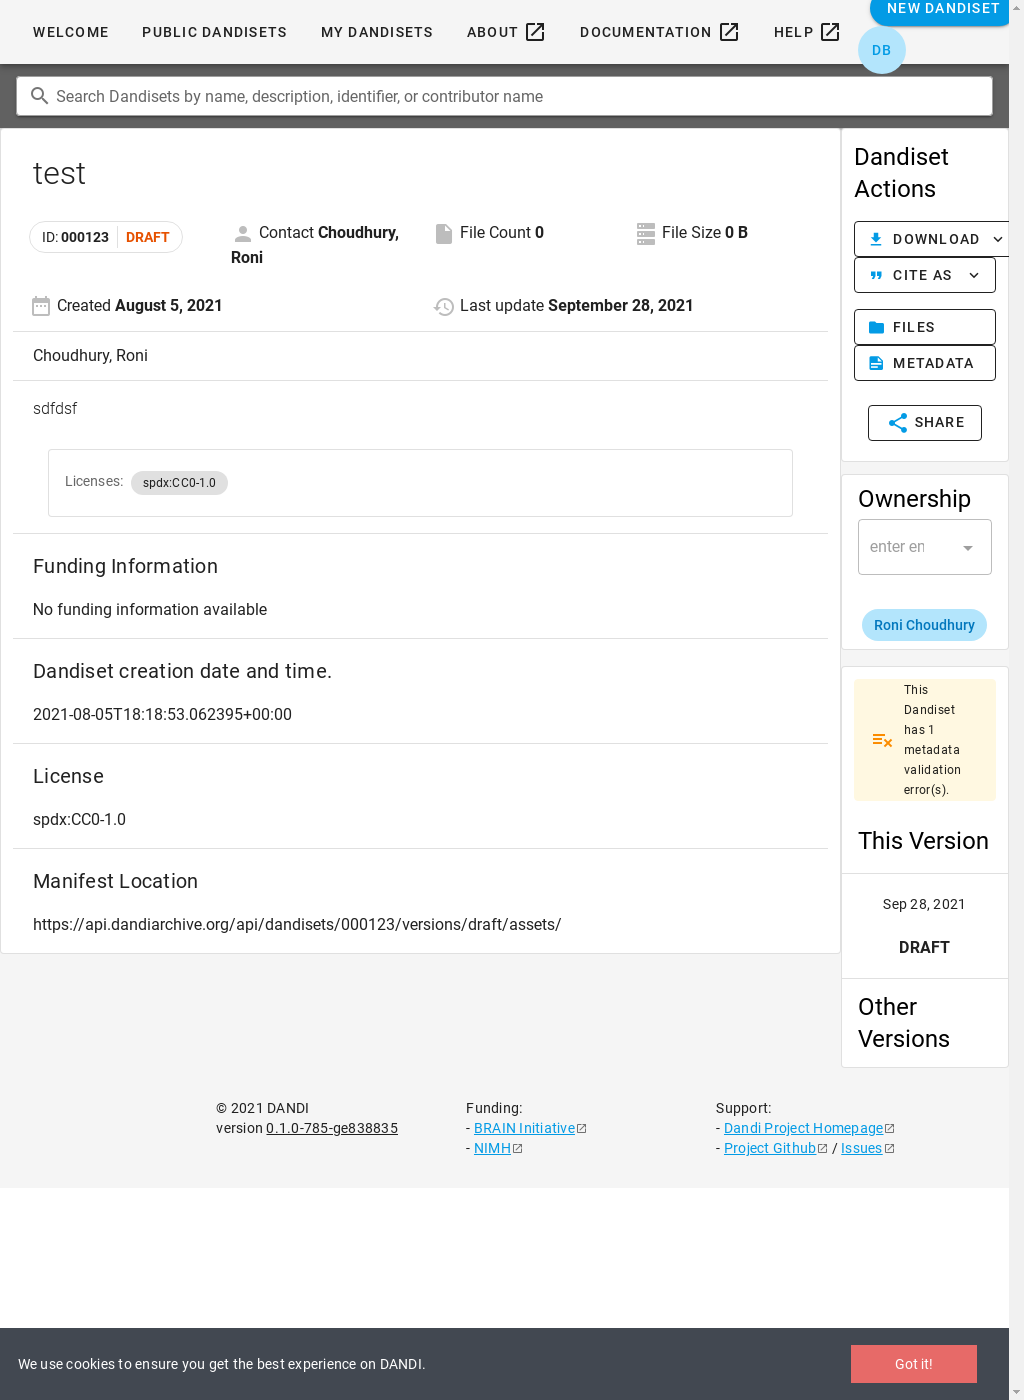 WELCOME PUBLIC DANDISETS MY DANDISETS ABOUT DOCUMENTATION HELP NEW DANDISET
DB
Search Dandisets by name, description, identifier, or contributor name
test
ID: 000123 DRAFT
Contact Choudhury,
Roni
File Count 0
File Size 0 B
Created August 5, 2021
Last update September 28, 2021
Choudhury, Roni
sdfdsf
Licenses: spdx:CC0-1.0
Funding Information
No funding information available
Dandiset creation date and time.
2021-08-05T18:18:53.062395+00:00
License
spdx:CC0-1.0
Manifest Location
https://api.dandiarchive.org/api/dandisets/000123/versions/draft/assets/
Dandiset
Actions
DOWNLOAD
CITE AS
FILES
METADATA
SHARE
Ownership
enter en
Roni Choudhury
This
Dandiset
has 1
metadata
validation
error(s).
This Version
Sep 28, 2021
DRAFT
Other
Versions
© 2021 DANDI
version 0.1.0-785-ge838835
Funding:
- BRAIN Initiative
- NIMH
Support:
- Dandi Project Homepage
- Project Github / Issues
We use cookies to ensure you get the best experience on DANDI.
Got it!